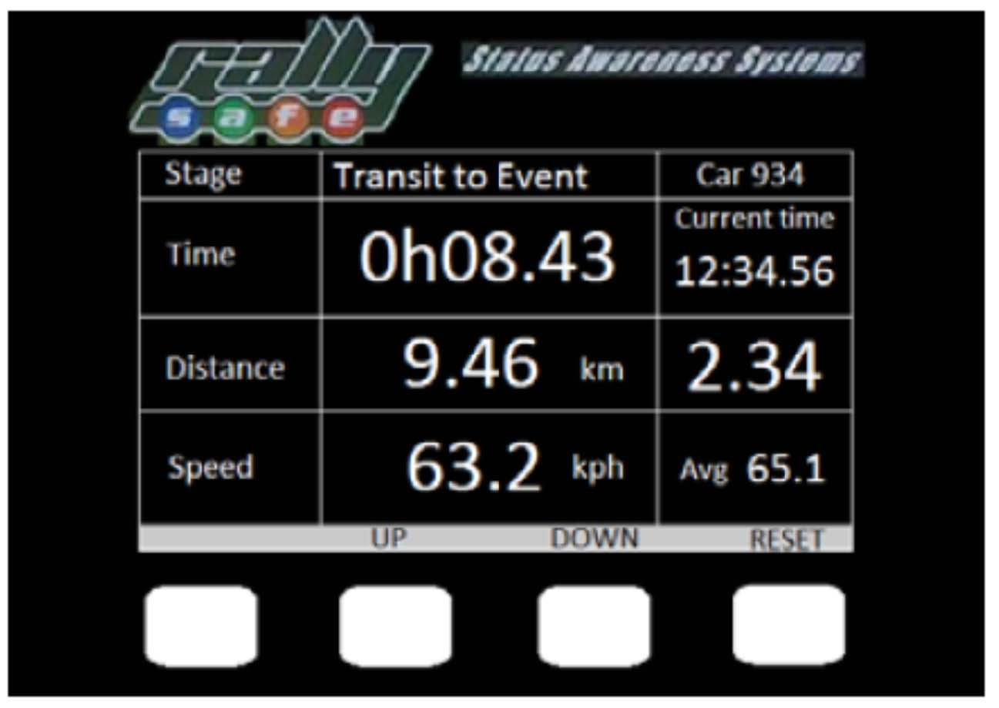 rally
safe
Status Awareness Systems
Stage Transit to Event Car 934
Time 0h08.43 Current time
12:34.56
Distance 9.46 km 2.34
Speed 63.2 kph Avg 65.1
UP DOWN RESET